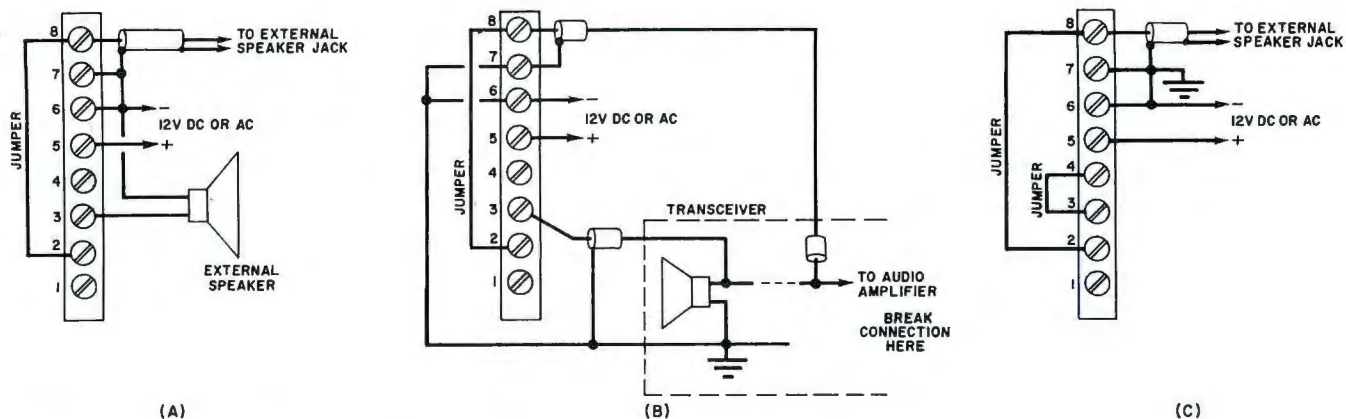 8
7
6
5
4
3
2
1
JUMPER
TO EXTERNAL
SPEAKER JACK
−
12V DC OR AC
+
EXTERNAL
SPEAKER
(A)
8
7
6
5
4
3
2
1
JUMPER
−
12V DC OR AC
+
TRANSCEIVER
TO AUDIO
AMPLIFIER
BREAK
CONNECTION
HERE
(B)
8
7
6
5
4
3
2
1
JUMPER
JUMPER
TO EXTERNAL
SPEAKER JACK
−
12V DC OR AC
+
(C)